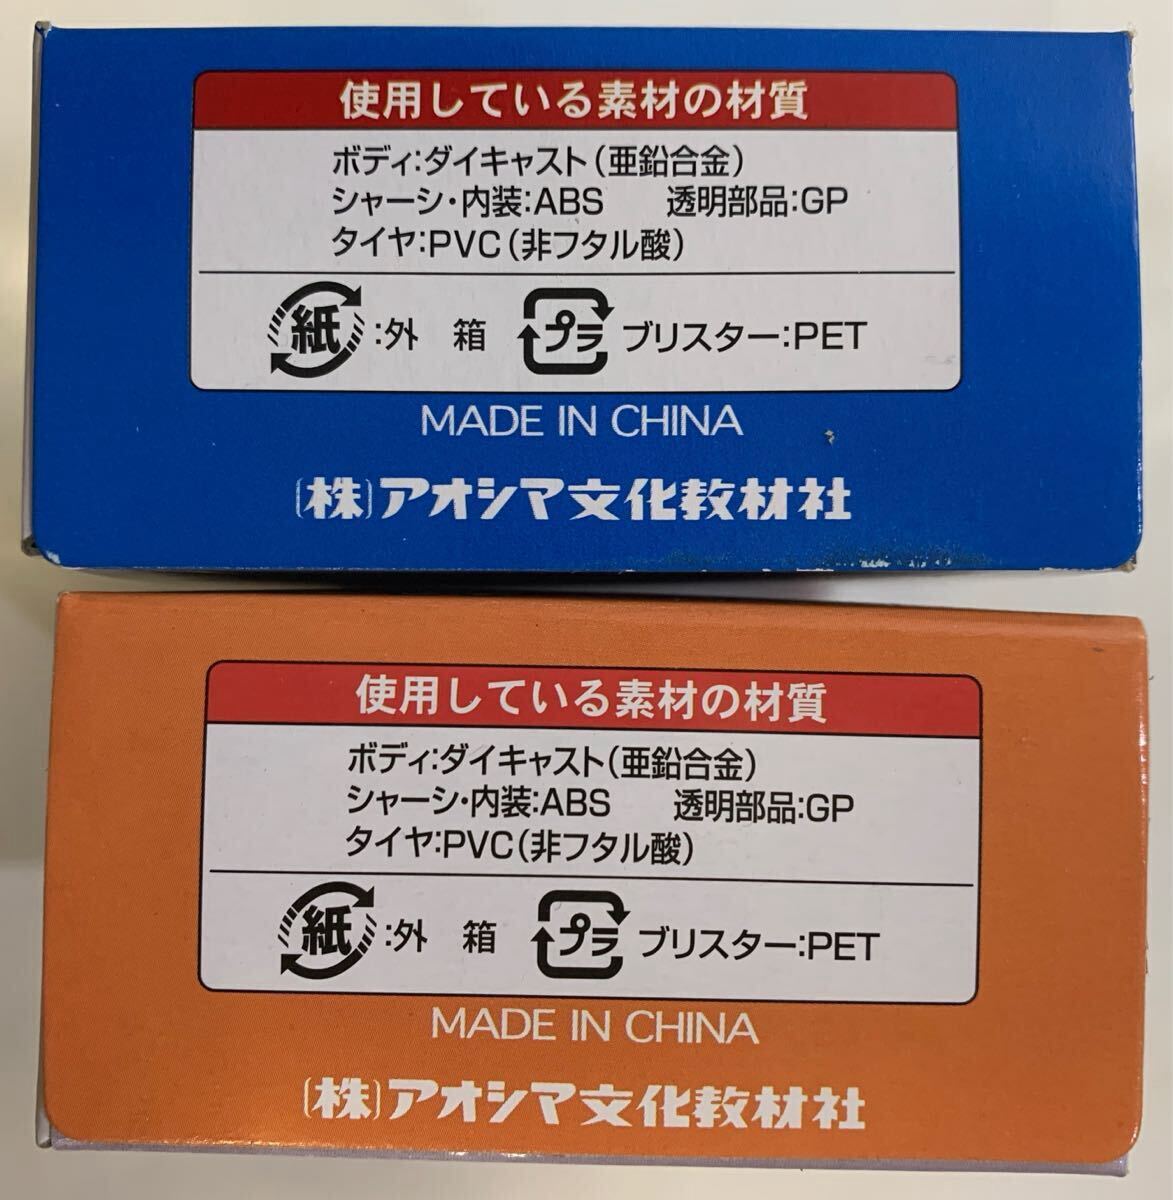 使用している素材の材質
ボディ:ダイキャスト(亜鉛合金)
シャーシ・内装:ABS 透明部品:GP
タイヤ:PVC(非フタル酸)
紙:外 箱 プラ ブリスター:PET
MADE IN CHINA
(株)アオシマ文化教材社
使用している素材の材質
ボディ:ダイキャスト(亜鉛合金)
シャーシ・内装:ABS 透明部品:GP
タイヤ:PVC(非フタル酸)
紙:外 箱 プラ ブリスター:PET
MADE IN CHINA
(株)アオシマ文化教材社